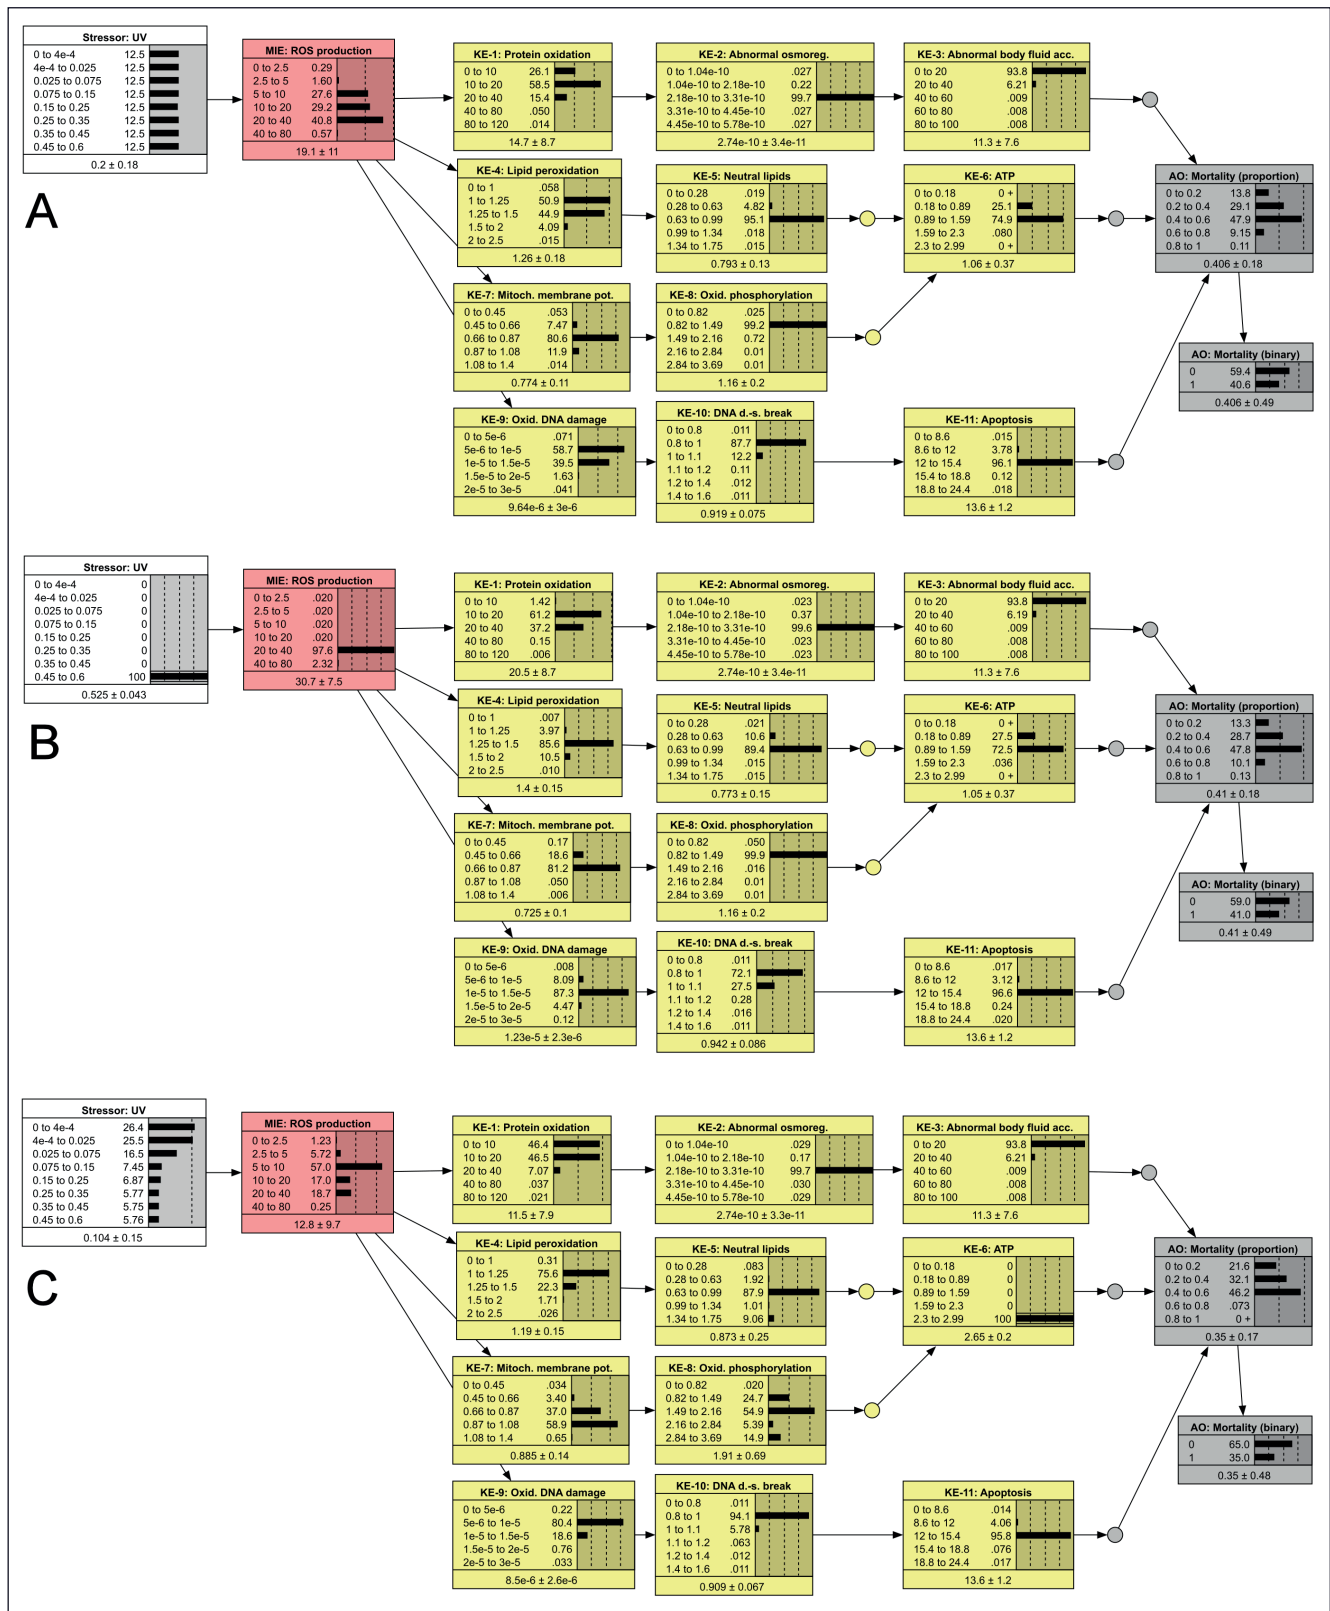 A
Stressor: UV
0 to 4e-4 12.5
4e-4 to 0.025 12.5
0.025 to 0.075 12.5
0.075 to 0.15 12.5
0.15 to 0.25 12.5
0.25 to 0.35 12.5
0.35 to 0.45 12.5
0.45 to 0.6 12.5
0.2 ± 0.18
MIE: ROS production
0 to 2.5 0.29
2.5 to 5 1.60
5 to 10 27.6
10 to 20 29.2
20 to 40 40.8
40 to 80 0.57
19.1 ± 11
KE-1: Protein oxidation
0 to 10 26.1
10 to 20 58.5
20 to 40 15.4
40 to 80 .050
80 to 120 .014
14.7 ± 8.7
KE-2: Abnormal osmoreg.
0 to 1.04e-10 .027
1.04e-10 to 2.18e-10 0.22
2.18e-10 to 3.31e-10 99.7
3.31e-10 to 4.45e-10 .027
4.45e-10 to 5.78e-10 .027
2.74e-10 ± 3.4e-11
KE-3: Abnormal body fluid acc.
0 to 20 93.8
20 to 40 6.21
40 to 60 .009
60 to 80 .008
80 to 100 .008
11.3 ± 7.6
KE-4: Lipid peroxidation
0 to 1 .058
1 to 1.25 50.9
1.25 to 1.5 44.9
1.5 to 2 4.09
2 to 2.5 .015
1.26 ± 0.18
KE-5: Neutral lipids
0 to 0.28 .019
0.28 to 0.63 4.82
0.63 to 0.99 95.1
0.99 to 1.34 .018
1.34 to 1.75 .015
0.793 ± 0.13
KE-6: ATP
0 to 0.18 0 +
0.18 to 0.89 25.1
0.89 to 1.59 74.9
1.59 to 2.3 .080
2.3 to 2.99 0 +
1.06 ± 0.37
AO: Mortality (proportion)
0 to 0.2 13.8
0.2 to 0.4 29.1
0.4 to 0.6 47.9
0.6 to 0.8 9.15
0.8 to 1 0.11
0.406 ± 0.18
KE-7: Mitoch. membrane pot.
0 to 0.45 .053
0.45 to 0.66 7.47
0.66 to 0.87 80.6
0.87 to 1.08 11.9
1.08 to 1.4 .014
0.774 ± 0.11
KE-8: Oxid. phosphorylation
0 to 0.82 .025
0.82 to 1.49 99.2
1.49 to 2.16 0.72
2.16 to 2.84 0.01
2.84 to 3.69 0.01
1.16 ± 0.2
AO: Mortality (binary)
0 59.4
1 40.6
0.406 ± 0.49
KE-9: Oxid. DNA damage
0 to 5e-6 .071
5e-6 to 1e-5 58.7
1e-5 to 1.5e-5 39.5
1.5e-5 to 2e-5 1.63
2e-5 to 3e-5 .041
9.64e-6 ± 3e-6
KE-10: DNA d.-s. break
0 to 0.8 .011
0.8 to 1 87.7
1 to 1.1 12.2
1.1 to 1.2 0.11
1.2 to 1.4 .012
1.4 to 1.6 .011
0.919 ± 0.075
KE-11: Apoptosis
0 to 8.6 .015
8.6 to 12 3.78
12 to 15.4 96.1
15.4 to 18.8 0.12
18.8 to 24.4 .018
13.6 ± 1.2
B
Stressor: UV
0 to 4e-4 0
4e-4 to 0.025 0
0.025 to 0.075 0
0.075 to 0.15 0
0.15 to 0.25 0
0.25 to 0.35 0
0.35 to 0.45 0
0.45 to 0.6 100
0.525 ± 0.043
MIE: ROS production
0 to 2.5 .020
2.5 to 5 .020
5 to 10 .020
10 to 20 .020
20 to 40 97.6
40 to 80 2.32
30.7 ± 7.5
KE-1: Protein oxidation
0 to 10 1.42
10 to 20 61.2
20 to 40 37.2
40 to 80 0.15
80 to 120 .006
20.5 ± 8.7
KE-2: Abnormal osmoreg.
0 to 1.04e-10 .023
1.04e-10 to 2.18e-10 0.37
2.18e-10 to 3.31e-10 99.6
3.31e-10 to 4.45e-10 .023
4.45e-10 to 5.78e-10 .023
2.74e-10 ± 3.4e-11
KE-3: Abnormal body fluid acc.
0 to 20 93.8
20 to 40 6.19
40 to 60 .009
60 to 80 .008
80 to 100 .008
11.3 ± 7.6
KE-4: Lipid peroxidation
0 to 1 .007
1 to 1.25 3.97
1.25 to 1.5 85.6
1.5 to 2 10.5
2 to 2.5 .010
1.4 ± 0.15
KE-5: Neutral lipids
0 to 0.28 .021
0.28 to 0.63 10.6
0.63 to 0.99 89.4
0.99 to 1.34 .015
1.34 to 1.75 .015
0.773 ± 0.15
KE-6: ATP
0 to 0.18 0 +
0.18 to 0.89 27.5
0.89 to 1.59 72.5
1.59 to 2.3 .036
2.3 to 2.99 0 +
1.05 ± 0.37
AO: Mortality (proportion)
0 to 0.2 13.3
0.2 to 0.4 28.7
0.4 to 0.6 47.8
0.6 to 0.8 10.1
0.8 to 1 0.13
0.41 ± 0.18
KE-7: Mitoch. membrane pot.
0 to 0.45 0.17
0.45 to 0.66 18.6
0.66 to 0.87 81.2
0.87 to 1.08 .050
1.08 to 1.4 .006
0.725 ± 0.1
KE-8: Oxid. phosphorylation
0 to 0.82 .050
0.82 to 1.49 99.9
1.49 to 2.16 .016
2.16 to 2.84 0.01
2.84 to 3.69 0.01
1.16 ± 0.2
AO: Mortality (binary)
0 59.0
1 41.0
0.41 ± 0.49
KE-9: Oxid. DNA damage
0 to 5e-6 .008
5e-6 to 1e-5 8.09
1e-5 to 1.5e-5 87.3
1.5e-5 to 2e-5 4.47
2e-5 to 3e-5 0.12
1.23e-5 ± 2.3e-6
KE-10: DNA d.-s. break
0 to 0.8 .011
0.8 to 1 72.1
1 to 1.1 27.5
1.1 to 1.2 0.28
1.2 to 1.4 .016
1.4 to 1.6 .011
0.942 ± 0.086
KE-11: Apoptosis
0 to 8.6 .017
8.6 to 12 3.12
12 to 15.4 96.6
15.4 to 18.8 0.24
18.8 to 24.4 .020
13.6 ± 1.2
C
Stressor: UV
0 to 4e-4 26.4
4e-4 to 0.025 25.5
0.025 to 0.075 16.5
0.075 to 0.15 7.45
0.15 to 0.25 6.87
0.25 to 0.35 5.77
0.35 to 0.45 5.75
0.45 to 0.6 5.76
0.104 ± 0.15
MIE: ROS production
0 to 2.5 1.23
2.5 to 5 5.72
5 to 10 57.0
10 to 20 17.0
20 to 40 18.7
40 to 80 0.25
12.8 ± 9.7
KE-1: Protein oxidation
0 to 10 46.4
10 to 20 46.5
20 to 40 7.07
40 to 80 .037
80 to 120 .021
11.5 ± 7.9
KE-2: Abnormal osmoreg.
0 to 1.04e-10 .029
1.04e-10 to 2.18e-10 0.17
2.18e-10 to 3.31e-10 99.7
3.31e-10 to 4.45e-10 .030
4.45e-10 to 5.78e-10 .029
2.74e-10 ± 3.3e-11
KE-3: Abnormal body fluid acc.
0 to 20 93.8
20 to 40 6.21
40 to 60 .009
60 to 80 .008
80 to 100 .008
11.3 ± 7.6
KE-4: Lipid peroxidation
0 to 1 0.31
1 to 1.25 75.6
1.25 to 1.5 22.3
1.5 to 2 1.71
2 to 2.5 .026
1.19 ± 0.15
KE-5: Neutral lipids
0 to 0.28 .083
0.28 to 0.63 1.92
0.63 to 0.99 87.9
0.99 to 1.34 1.01
1.34 to 1.75 9.06
0.873 ± 0.25
KE-6: ATP
0 to 0.18 0
0.18 to 0.89 0
0.89 to 1.59 0
1.59 to 2.3 0
2.3 to 2.99 100
2.65 ± 0.2
AO: Mortality (proportion)
0 to 0.2 21.6
0.2 to 0.4 32.1
0.4 to 0.6 46.2
0.6 to 0.8 .073
0.8 to 1 0 +
0.35 ± 0.17
KE-7: Mitoch. membrane pot.
0 to 0.45 .034
0.45 to 0.66 3.40
0.66 to 0.87 37.0
0.87 to 1.08 58.9
1.08 to 1.4 0.65
0.885 ± 0.14
KE-8: Oxid. phosphorylation
0 to 0.82 .020
0.82 to 1.49 24.7
1.49 to 2.16 54.9
2.16 to 2.84 5.39
2.84 to 3.69 14.9
1.91 ± 0.69
AO: Mortality (binary)
0 65.0
1 35.0
0.35 ± 0.48
KE-9: Oxid. DNA damage
0 to 5e-6 0.22
5e-6 to 1e-5 80.4
1e-5 to 1.5e-5 18.6
1.5e-5 to 2e-5 0.76
2e-5 to 3e-5 .033
8.5e-6 ± 2.6e-6
KE-10: DNA d.-s. break
0 to 0.8 .011
0.8 to 1 94.1
1 to 1.1 5.78
1.1 to 1.2 .063
1.2 to 1.4 .012
1.4 to 1.6 .011
0.909 ± 0.067
KE-11: Apoptosis
0 to 8.6 .014
8.6 to 12 4.06
12 to 15.4 95.8
15.4 to 18.8 .076
18.8 to 24.4 .017
13.6 ± 1.2